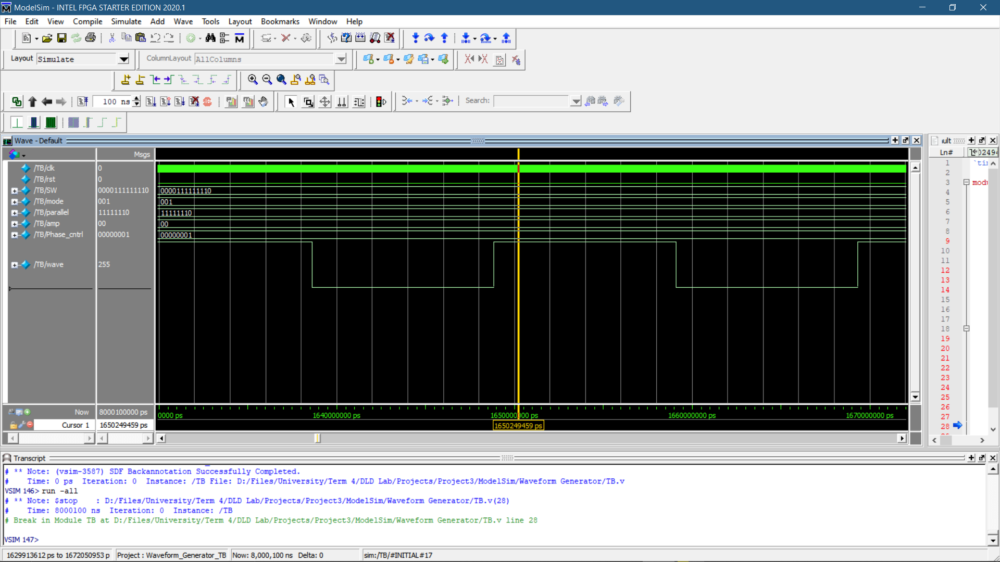 ModelSim - INTEL FPGA STARTER EDITION 2020.1
File Edit View Compile Simulate Add Wave Tools Layout Bookmarks Window Help
Layout Simulate ColumnLayout AllColumns
100 ns Search:
Wave - Default
Msgs
/TB/clk 0
/TB/rst 0
/TB/SW 0000111111110 0000111111110
/TB/mode 001 001
/TB/parallel 11111110 11111110
/TB/amp 00 00
/TB/Phase_cntrl 00000001 00000001
/TB/wave 255
Now 8000100000 ps 0000 ps 1640000000 ps 1650000000 ps 1660000000 ps 1670000000 ps
Cursor 1 1650249459 ps 1650249459 ps
ult
Ln#
1 `ti
2
3 modu
4
5
6
7
8
9
10
11
12
13
14
15
16
17
18
19
20
21
22
23
24
25
26
27
28
Transcript
# ** Note: (vsim-3587) SDF Backannotation Successfully Completed.
# Time: 0 ps Iteration: 0 Instance: /TB File: D:/Files/University/Term 4/DLD Lab/Projects/Project3/ModelSim/Waveform Generator/TB.v
VSIM 146> run -all
# ** Note: $stop : D:/Files/University/Term 4/DLD Lab/Projects/Project3/ModelSim/Waveform Generator/TB.v(28)
# Time: 8000100 ns Iteration: 0 Instance: /TB
# Break in Module TB at D:/Files/University/Term 4/DLD Lab/Projects/Project3/ModelSim/Waveform Generator/TB.v line 28
VSIM 147>
1629913612 ps to 1672050953 p Project : Waveform_Generator_TB Now: 8,000,100 ns Delta: 0 sim:/TB/#INITIAL#17